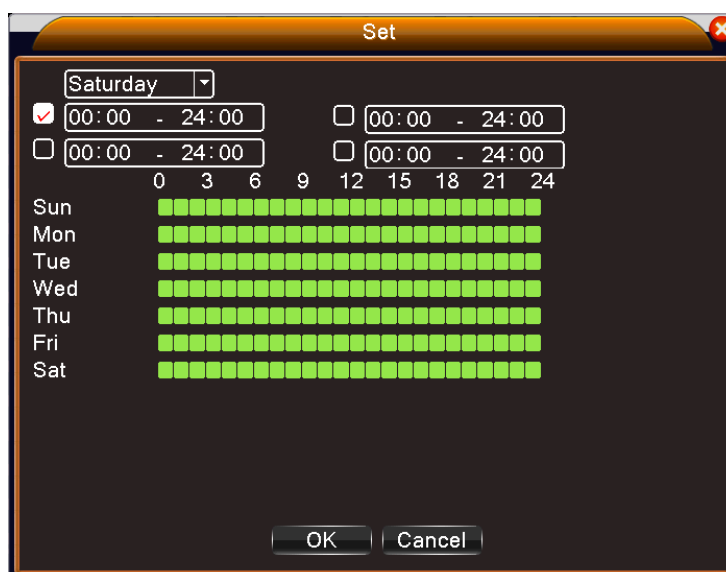 Set
Saturday
00:00 - 24:00 00:00 - 24:00
00:00 - 24:00 00:00 - 24:00
0 3 6 9 12 15 18 21 24
Sun
Mon
Tue
Wed
Thu
Fri
Sat
OK Cancel